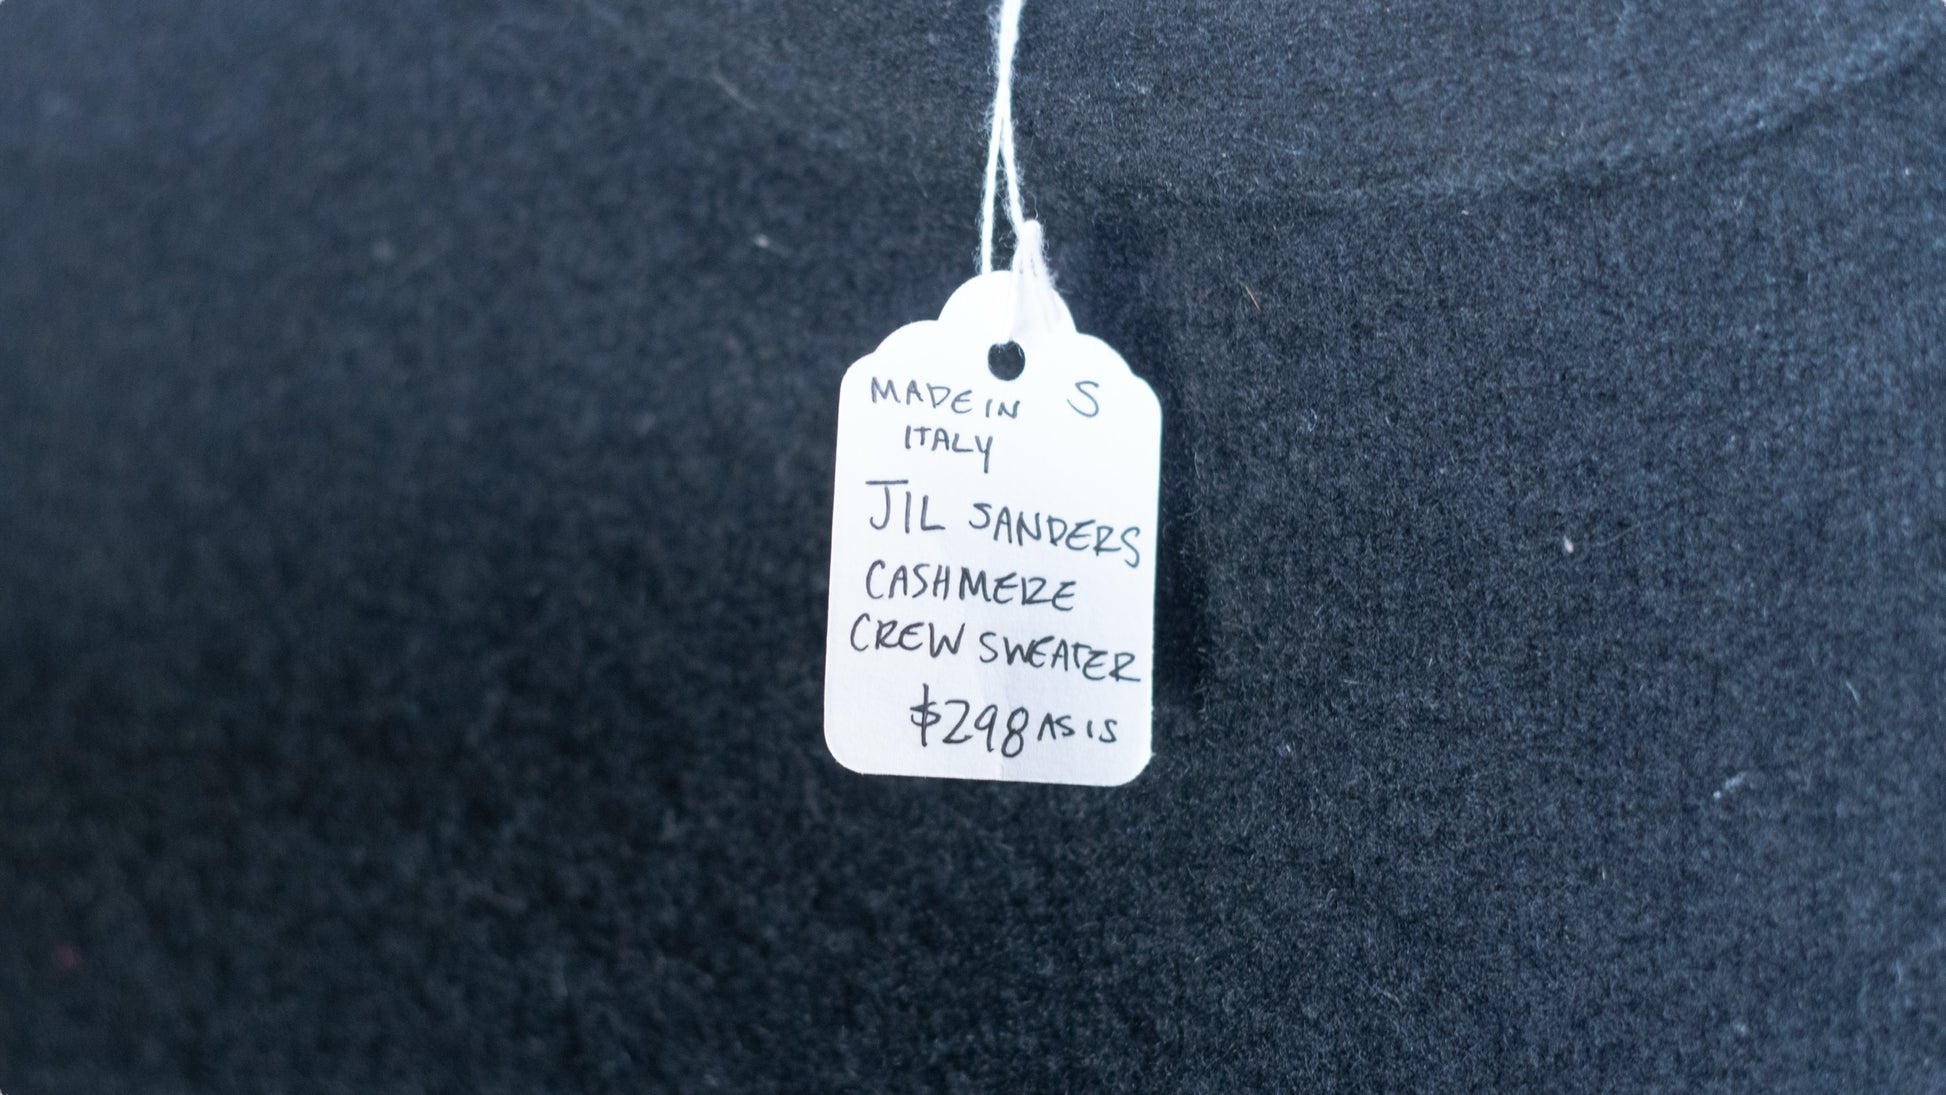 MADE IN S
ITALY
JIL SANDERS
CASHMERE
CREW SWEATER
$298 AS IS